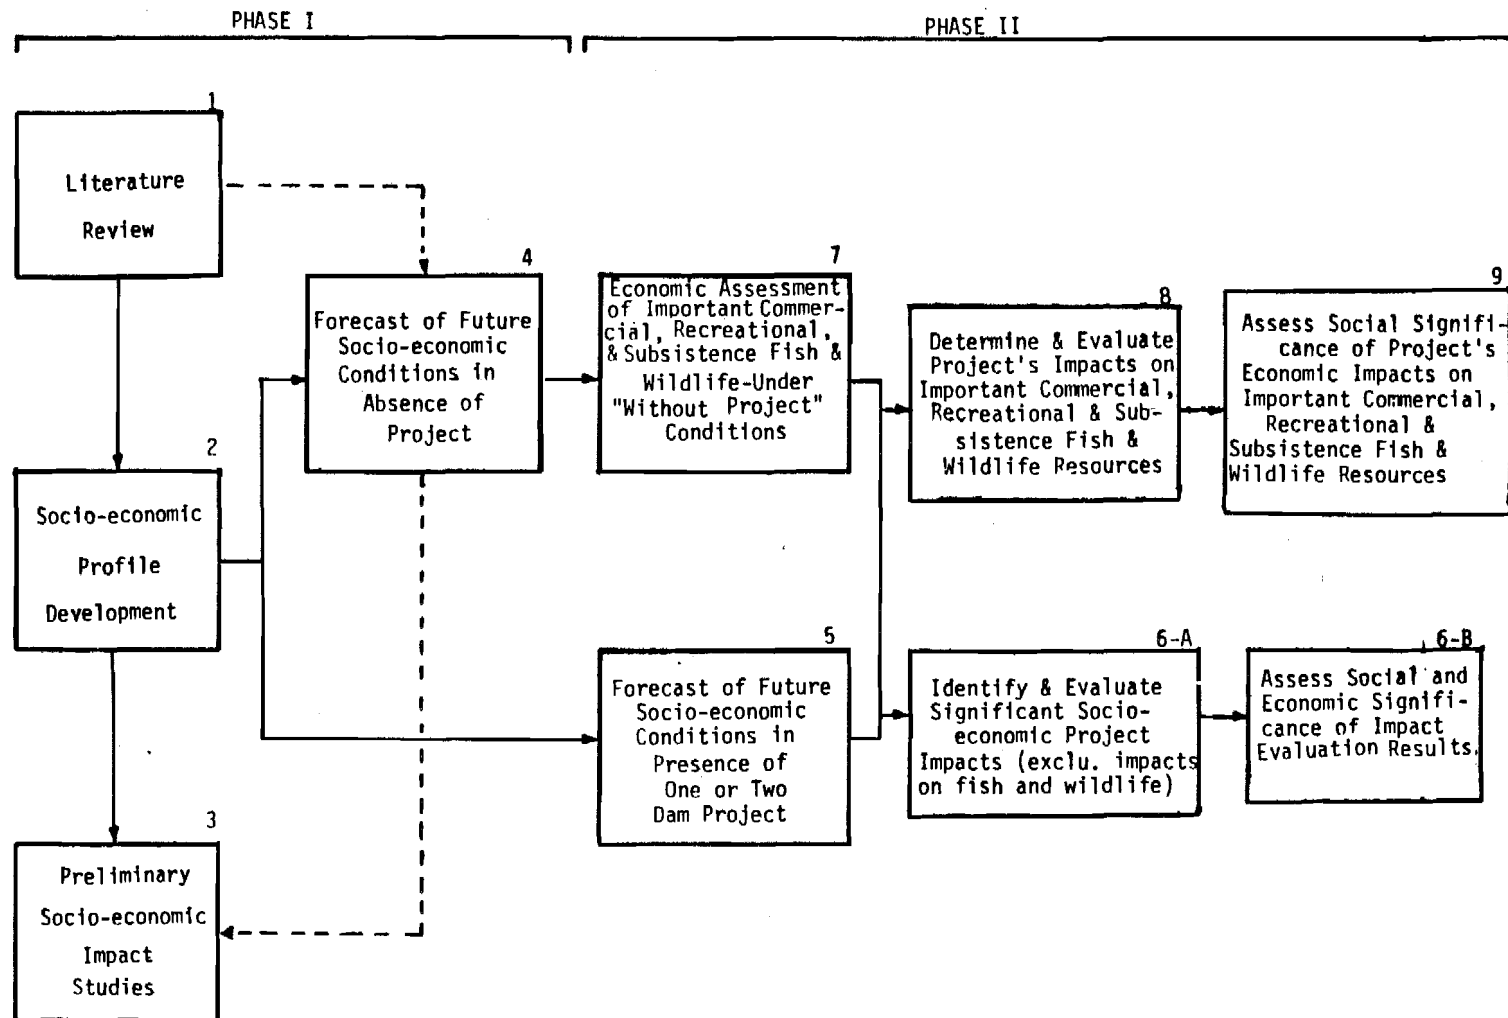 PHASE I
PHASE II
1
Literature
Review
2
Socio-economic
Profile
Development
3
Preliminary
Socio-economic
Impact
Studies
4
Forecast of Future
Socio-economic
Conditions in
Absence of
Project
7
Economic Assessment
of Important Commer-
cial, Recreational,
& Subsistence Fish &
Wildlife-Under
"Without Project"
Conditions
5
Forecast of Future
Socio-economic
Conditions in
Presence of
One or Two
Dam Project
8
Determine & Evaluate
Project's Impacts on
Important Commercial,
Recreational & Sub-
sistence Fish &
Wildlife Resources
9
Assess Social Signifi-
cance of Project's
Economic Impacts on
Important Commercial,
Recreational &
Subsistence Fish &
Wildlife Resources
6-A
Identify & Evaluate
Significant Socio-
economic Project
Impacts (exclu. impacts
on fish and wildlife)
6-B
Assess Social and
Economic Signifi-
cance of Impact
Evaluation Results.